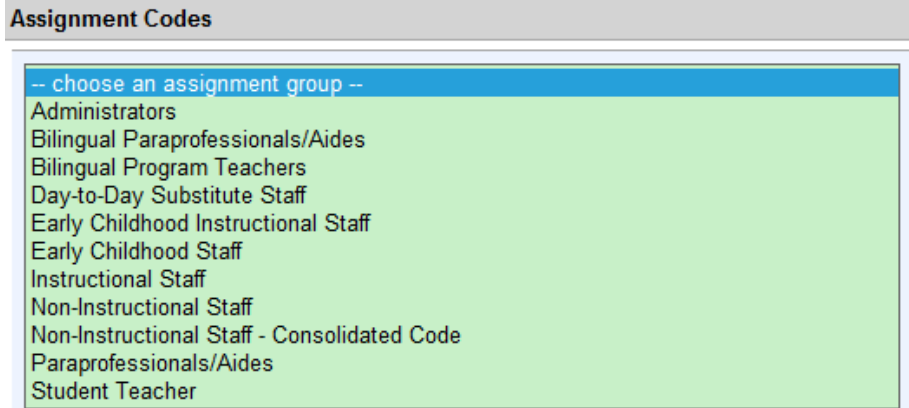 Assignment Codes
-- choose an assignment group --
Administrators
Bilingual Paraprofessionals/Aides
Bilingual Program Teachers
Day-to-Day Substitute Staff
Early Childhood Instructional Staff
Early Childhood Staff
Instructional Staff
Non-Instructional Staff
Non-Instructional Staff - Consolidated Code
Paraprofessionals/Aides
Student Teacher